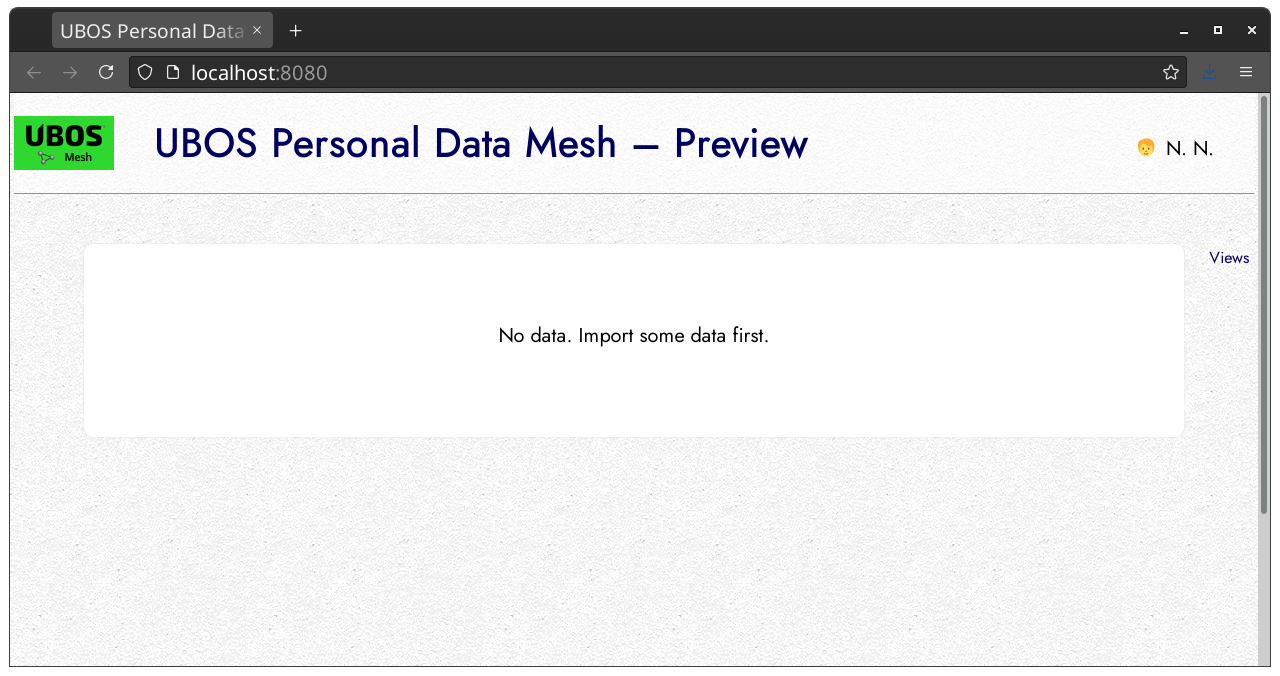 UBOS Personal Data
localhost:8080
UBOS
Mesh
UBOS Personal Data Mesh – Preview
N. N.
Views
No data. Import some data first.